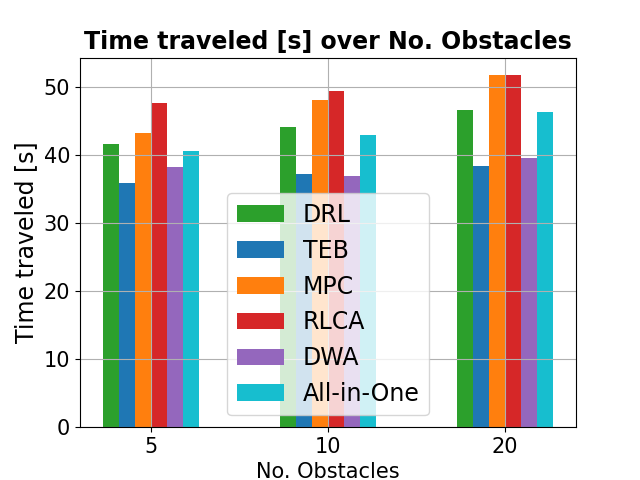 Time traveled [s] over No. Obstacles
Time traveled [s]
50
40
30
20
10
0
DRL
TEB
MPC
RLCA
DWA
All-in-One
5
10
20
No. Obstacles